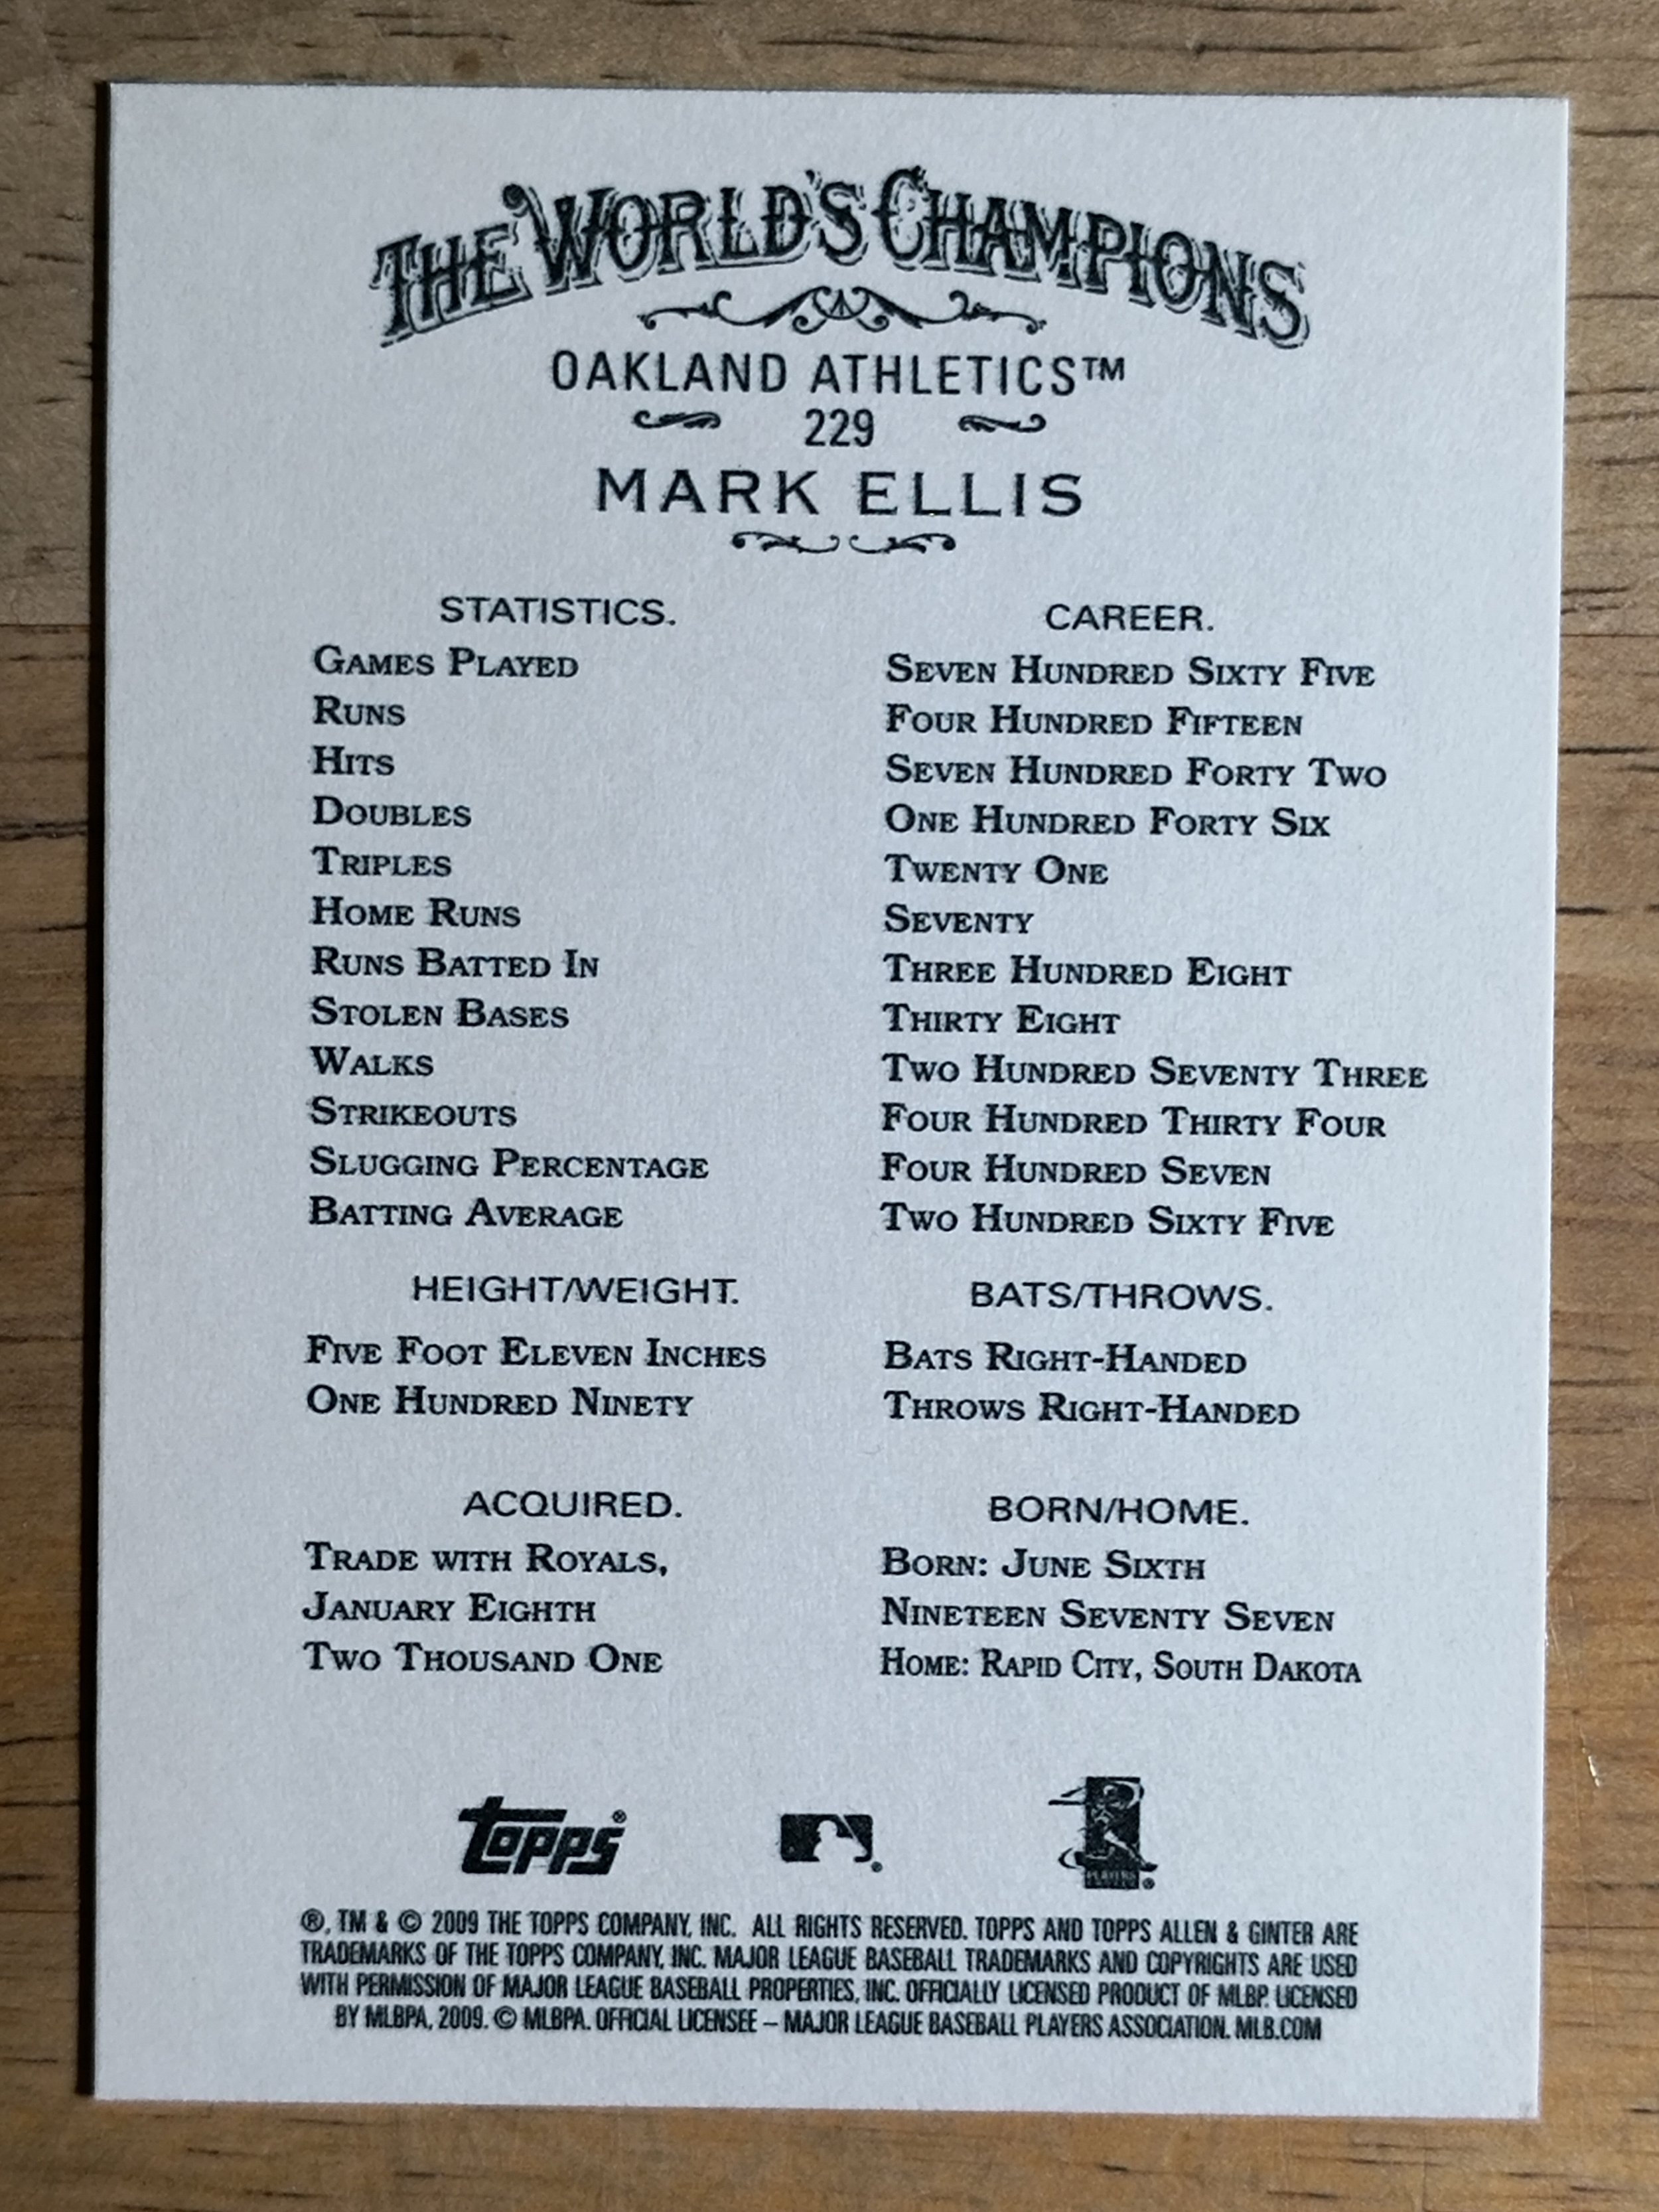 THE WORLD'S CHAMPIONS
OAKLAND ATHLETICS™
229
MARK ELLIS
STATISTICS. CAREER.
GAMES PLAYED SEVEN HUNDRED SIXTY FIVE
RUNS FOUR HUNDRED FIFTEEN
HITS SEVEN HUNDRED FORTY TWO
DOUBLES ONE HUNDRED FORTY SIX
TRIPLES TWENTY ONE
HOME RUNS SEVENTY
RUNS BATTED IN THREE HUNDRED EIGHT
STOLEN BASES THIRTY EIGHT
WALKS TWO HUNDRED SEVENTY THREE
STRIKEOUTS FOUR HUNDRED THIRTY FOUR
SLUGGING PERCENTAGE FOUR HUNDRED SEVEN
BATTING AVERAGE TWO HUNDRED SIXTY FIVE
HEIGHT/WEIGHT. BATS/THROWS.
FIVE FOOT ELEVEN INCHES BATS RIGHT-HANDED
ONE HUNDRED NINETY THROWS RIGHT-HANDED
ACQUIRED. BORN/HOME.
TRADE WITH ROYALS, BORN: JUNE SIXTH
JANUARY EIGHTH NINETEEN SEVENTY SEVEN
TWO THOUSAND ONE HOME: RAPID CITY, SOUTH DAKOTA
topps® ® PLAYERS ®
®, TM & © 2009 THE TOPPS COMPANY, INC. ALL RIGHTS RESERVED. TOPPS AND TOPPS ALLEN & GINTER ARE
TRADEMARKS OF THE TOPPS COMPANY, INC. MAJOR LEAGUE BASEBALL TRADEMARKS AND COPYRIGHTS ARE USED
WITH PERMISSION OF MAJOR LEAGUE BASEBALL PROPERTIES, INC. OFFICIALLY LICENSED PRODUCT OF MLBP. LICENSED
BY MLBPA, 2009. © MLBPA. OFFICIAL LICENSEE – MAJOR LEAGUE BASEBALL PLAYERS ASSOCIATION. MLB.COM